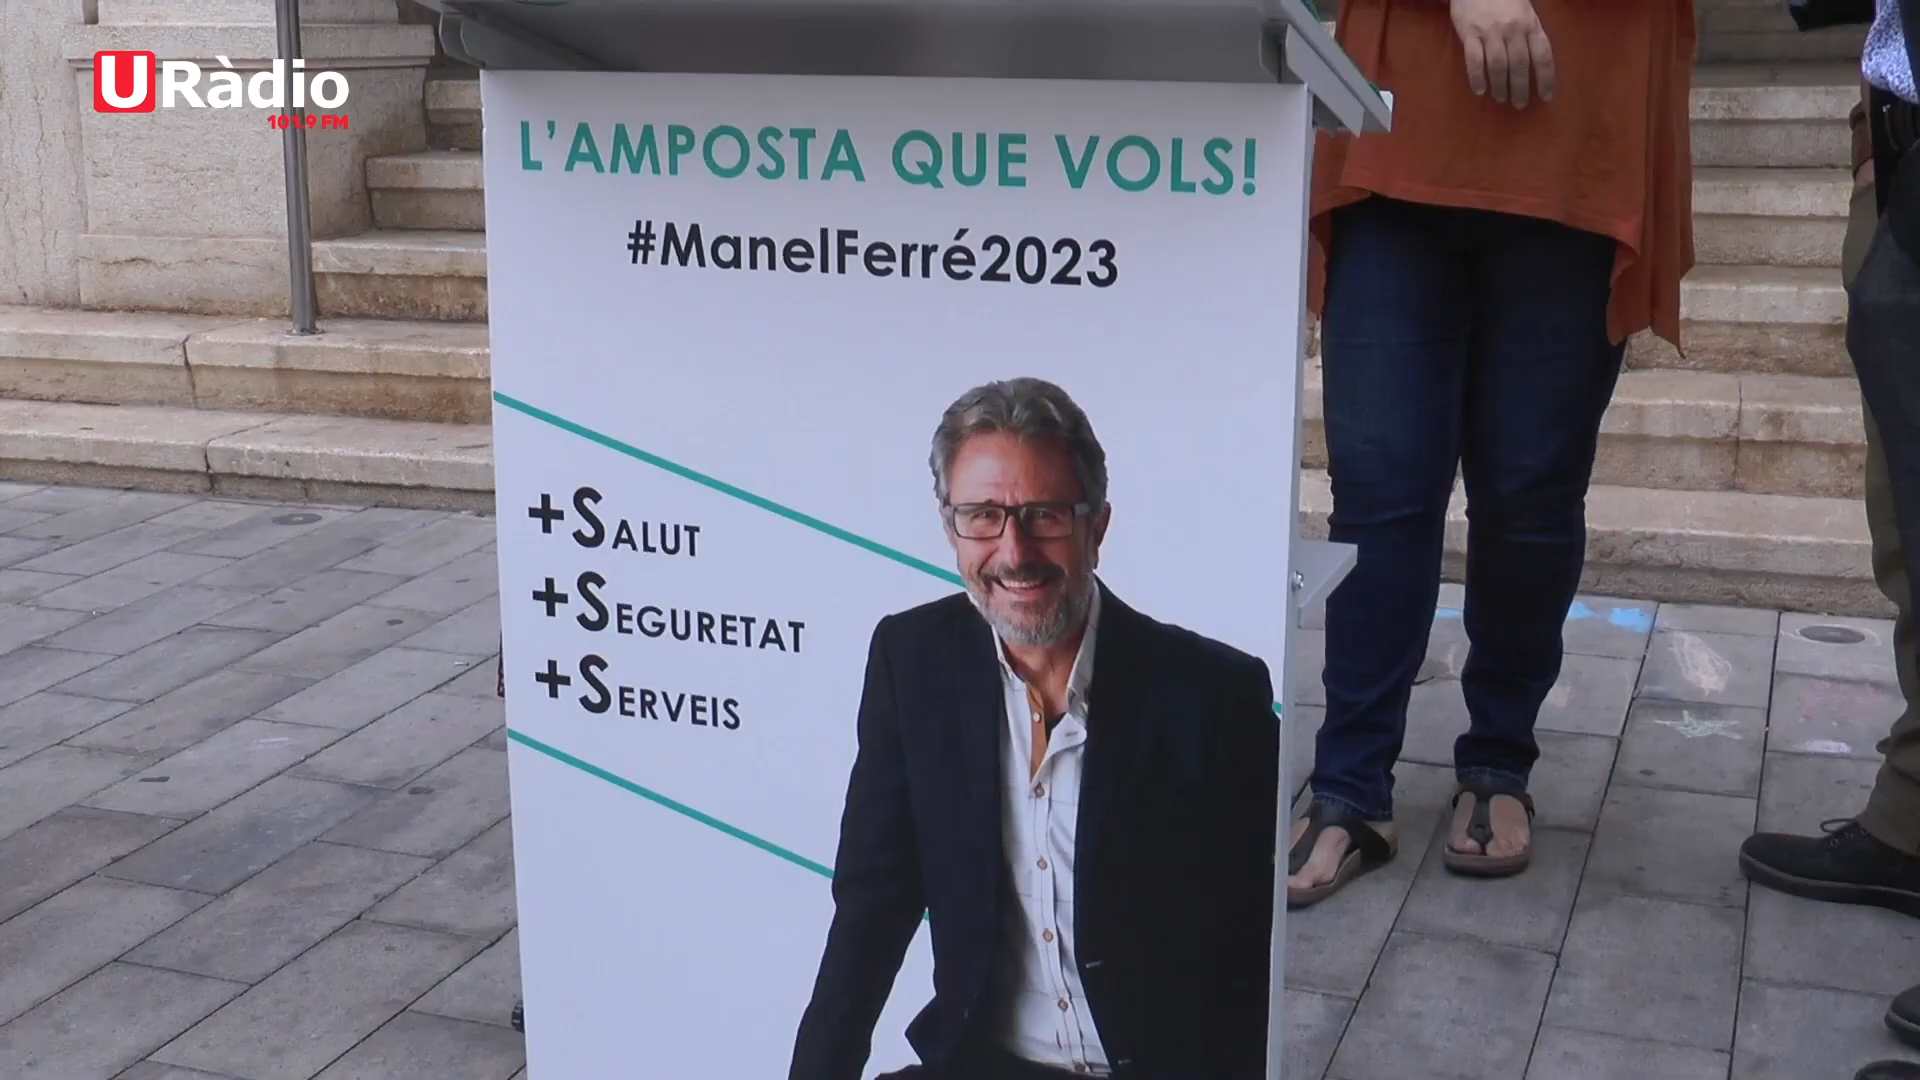 URàdio
101.9 FM
L'AMPOSTA QUE VOLS!
#ManelFerré2023
+SALUT
+SEGURETAT
+SERVEIS